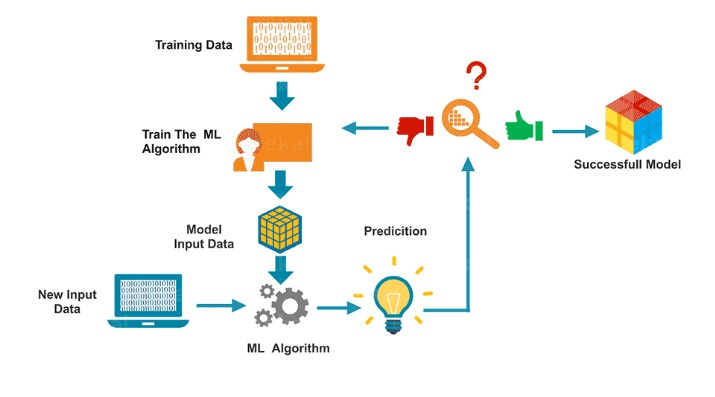 Training Data
Train The ML
Algorithm
?
Successfull Model
Model
Input Data
Predicition
New Input
Data
ML Algorithm